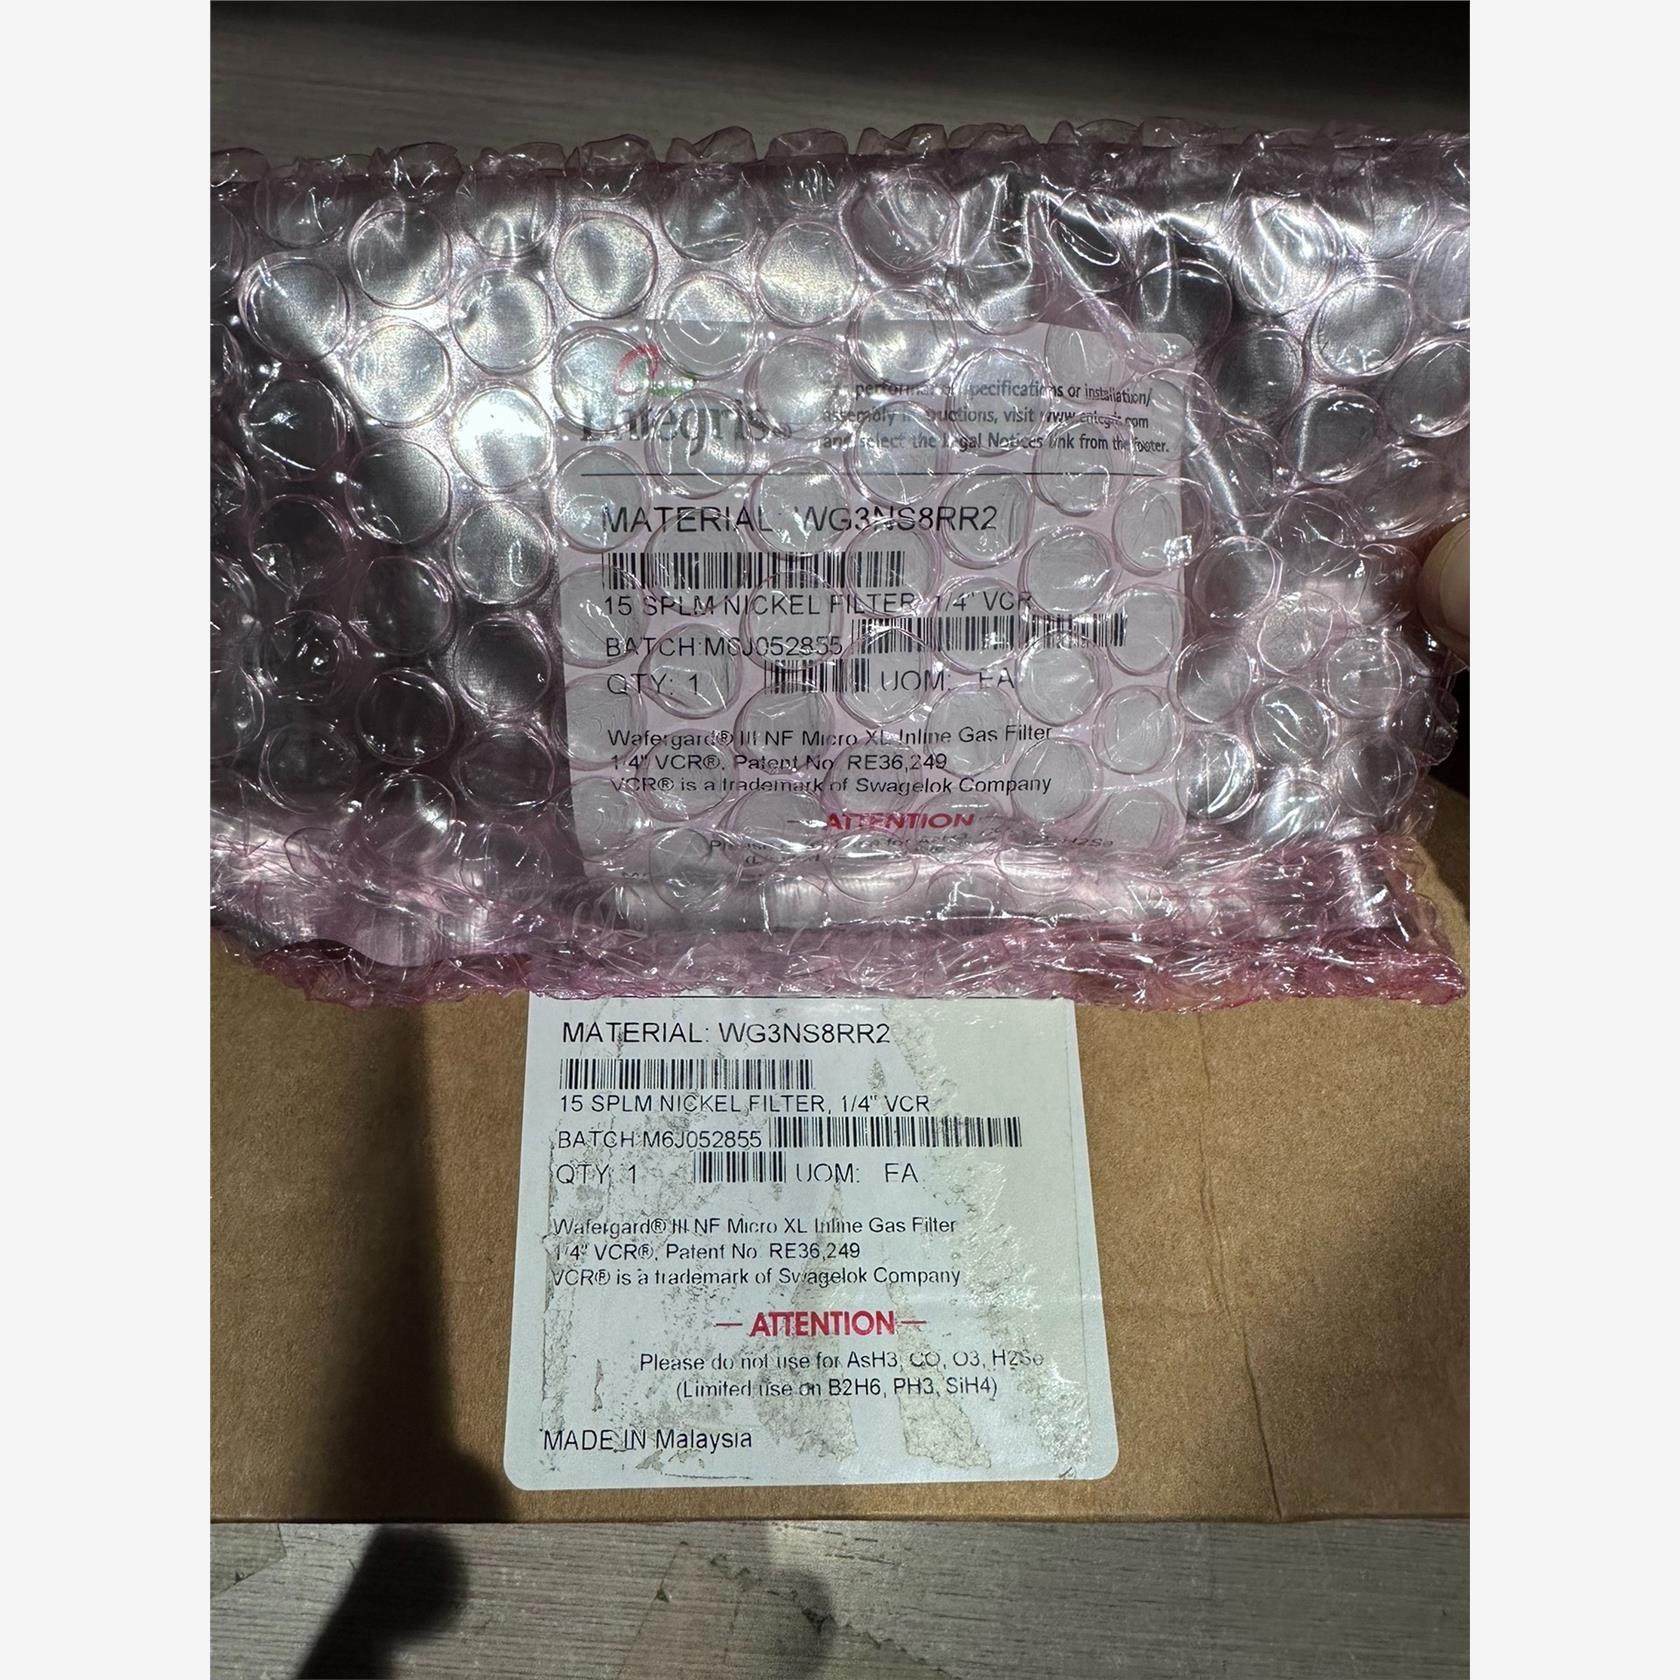 Entegris
performance specifications or installation/
assembly instructions, visit www.entegris.com
and select the Legal Notices link from the footer.
MATERIAL: WG3NS8RR2
15 SPLM NICKEL FILTER, 1/4" VCR
BATCH:M6J052855
QTY: 1 UOM: EA
Wafergard® III NF Micro XL Inline Gas Filter
1/4" VCR®, Patent No. RE36,249
VCR® is a trademark of Swagelok Company
ATTENTION
Please for AsH3, H2Se
MATERIAL: WG3NS8RR2
15 SPLM NICKEL FILTER, 1/4" VCR
BATCH:M6J052855
QTY: 1 UOM: EA
Wafergard® III NF Micro XL Inline Gas Filter
1/4" VCR®, Patent No. RE36,249
VCR® is a trademark of Swagelok Company
— ATTENTION —
Please do not use for AsH3, CO, O3, H2Se
(Limited use on B2H6, PH3, SiH4)
MADE IN Malaysia